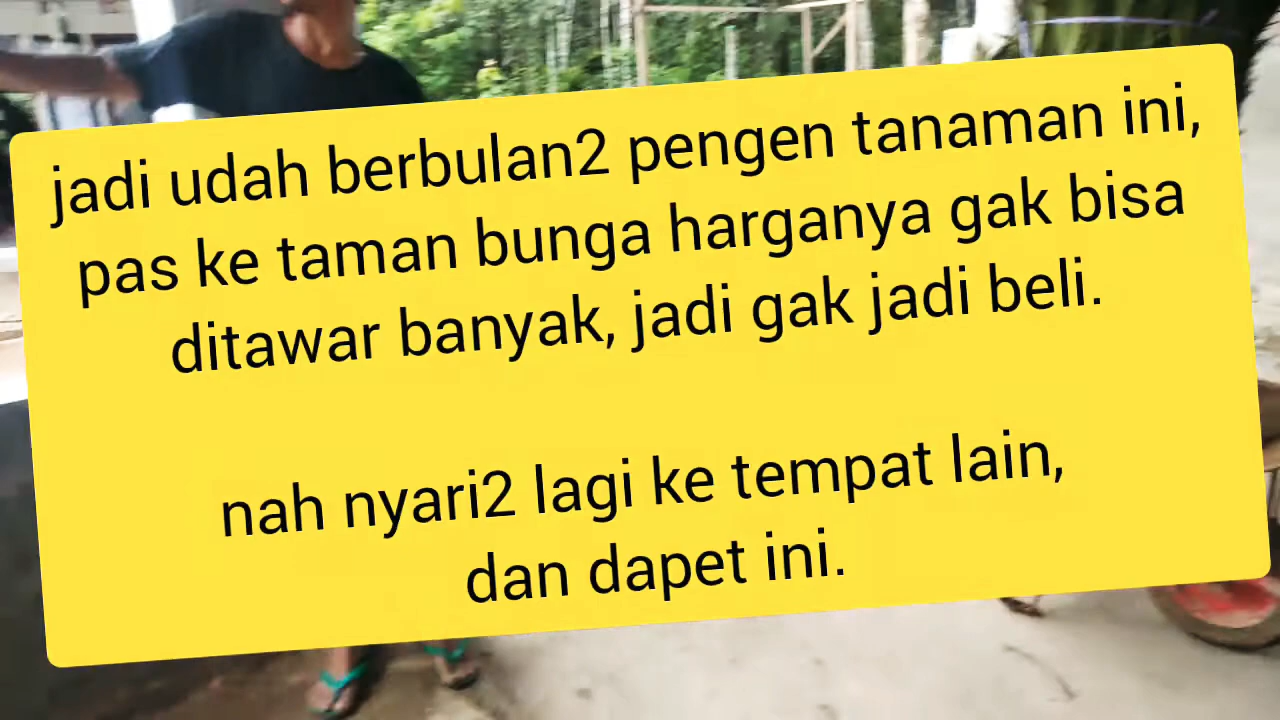 jadi udah berbulan2 pengen tanaman ini,
pas ke taman bunga harganya gak bisa
ditawar banyak, jadi gak jadi beli.
nah nyari2 lagi ke tempat lain,
dan dapet ini.